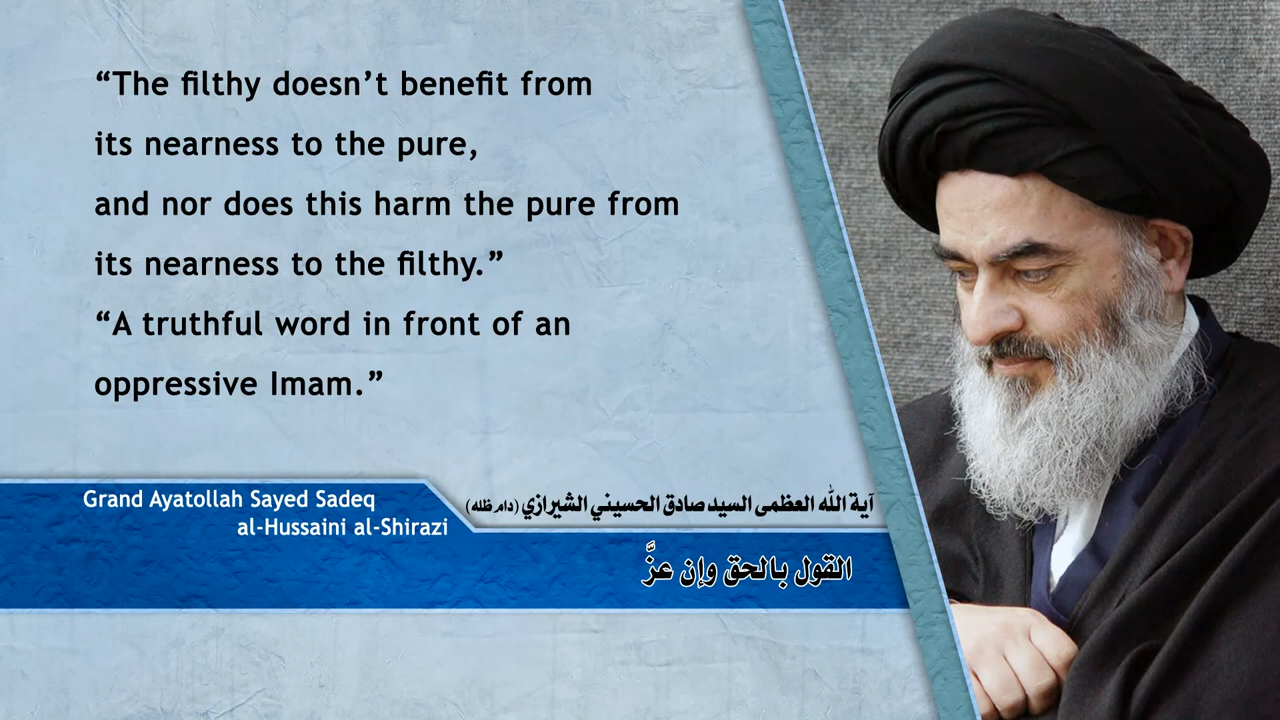 “The filthy doesn’t benefit from
its nearness to the pure,
and nor does this harm the pure from
its nearness to the filthy.”
“A truthful word in front of an
oppressive Imam.”
Grand Ayatollah Sayed Sadeq
al-Hussaini al-Shirazi
آية الله العظمى السيد صادق الحسيني الشيرازي (دام ظله)
القول بالحق وإن عزَّ